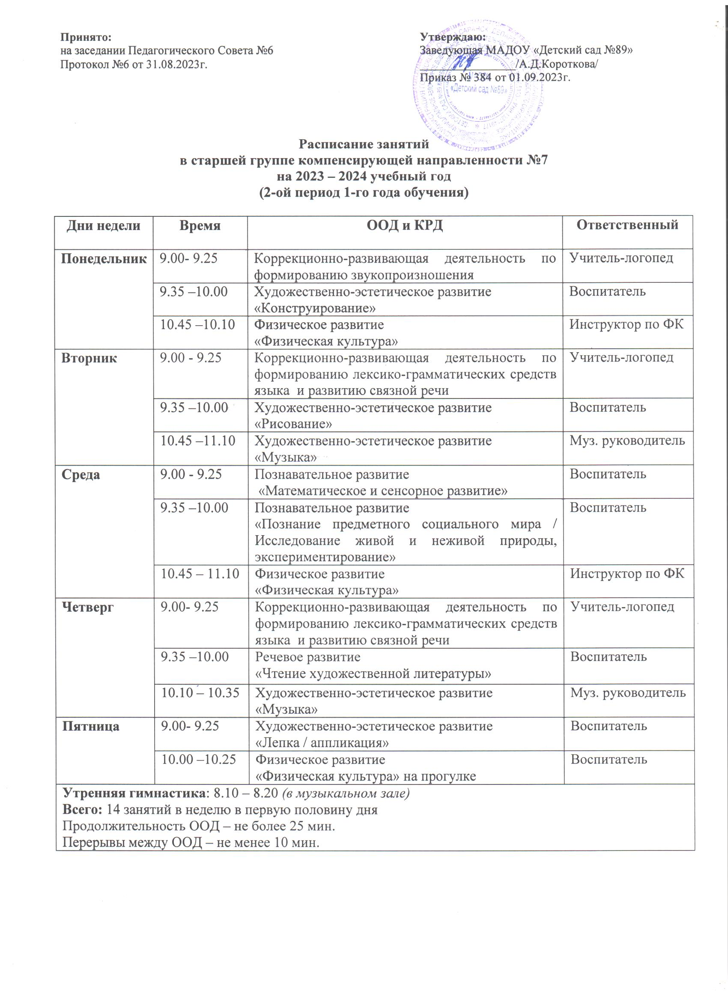 Принято:
на заседании Педагогического Совета №6
Протокол №6 от 31.08.2023г.
Утверждаю:
Заведующая МАДОУ «Детский сад №89»
/А.Д.Короткова/
Приказ № 384 от 01.09.2023г.
«Детский сад №89»
Расписание занятий
в старшей группе компенсирующей направленности №7
на 2023 – 2024 учебный год
(2-ой период 1-го года обучения)
Дни недели Время ООД и КРД Ответственный
Понедельник 9.00- 9.25 Коррекционно-развивающая деятельность по Учитель-логопед
формированию звукопроизношения
9.35 –10.00 Художественно-эстетическое развитие Воспитатель
«Конструирование»
10.45 –10.10 Физическое развитие Инструктор по ФК
«Физическая культура»
Вторник 9.00 - 9.25 Коррекционно-развивающая деятельность по Учитель-логопед
формированию лексико-грамматических средств
языка и развитию связной речи
9.35 –10.00 Художественно-эстетическое развитие Воспитатель
«Рисование»
10.45 –11.10 Художественно-эстетическое развитие Муз. руководитель
«Музыка»
Среда 9.00 - 9.25 Познавательное развитие Воспитатель
«Математическое и сенсорное развитие»
9.35 –10.00 Познавательное развитие Воспитатель
«Познание предметного социального мира /
Исследование живой и неживой природы,
экспериментирование»
10.45 – 11.10 Физическое развитие Инструктор по ФК
«Физическая культура»
Четверг 9.00- 9.25 Коррекционно-развивающая деятельность по Учитель-логопед
формированию лексико-грамматических средств
языка и развитию связной речи
9.35 –10.00 Речевое развитие Воспитатель
«Чтение художественной литературы»
10.10 – 10.35 Художественно-эстетическое развитие Муз. руководитель
«Музыка»
Пятница 9.00- 9.25 Художественно-эстетическое развитие Воспитатель
«Лепка / аппликация»
10.00 –10.25 Физическое развитие Воспитатель
«Физическая культура» на прогулке
Утренняя гимнастика: 8.10 – 8.20 (в музыкальном зале)
Всего: 14 занятий в неделю в первую половину дня
Продолжительность ООД – не более 25 мин.
Перерывы между ООД – не менее 10 мин.